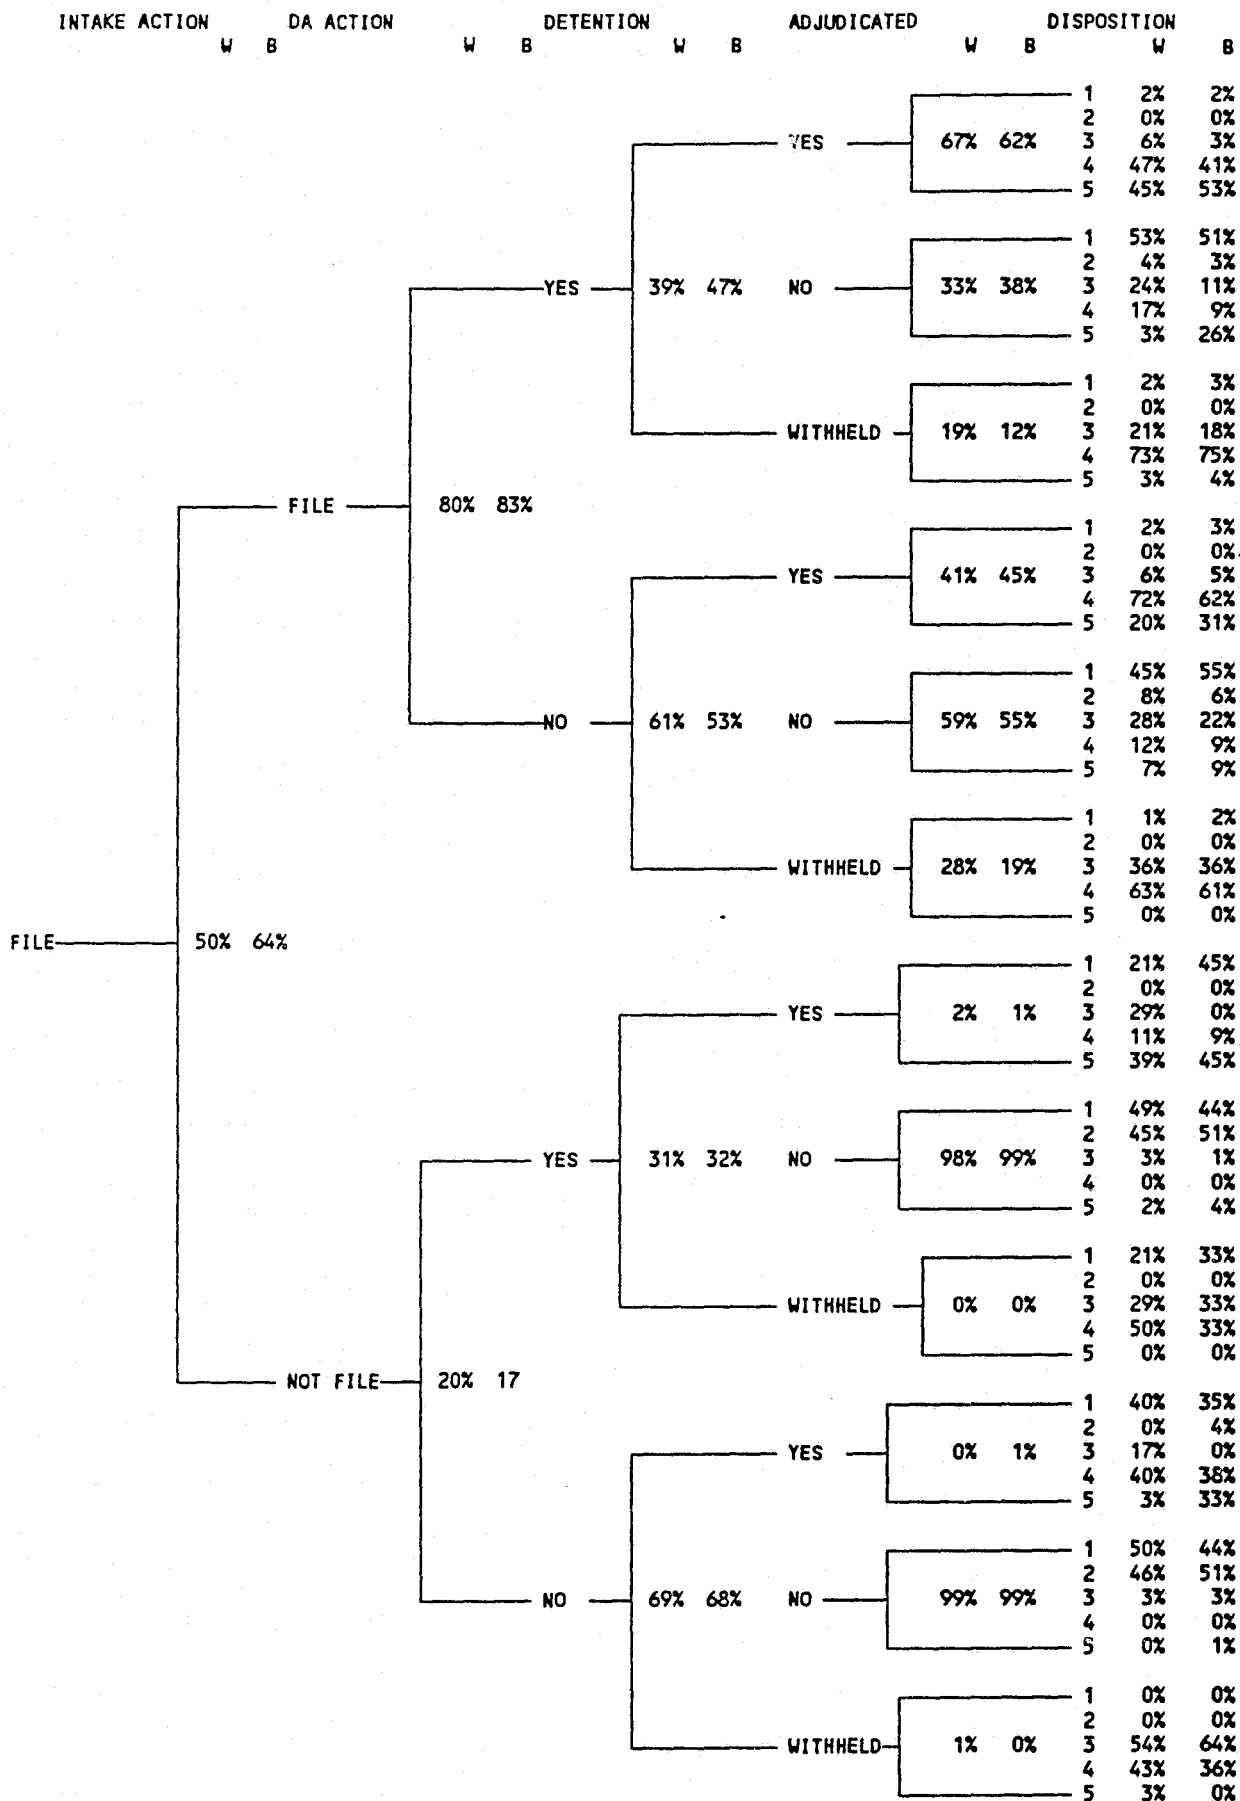 INTAKE ACTION DA ACTION DETENTION ADJUDICATED DISPOSITION
W B W B W B W B W B
1 2% 2%
2 0% 0%
YES 67% 62% 3 6% 3%
4 47% 41%
5 45% 53%
1 53% 51%
2 4% 3%
YES 39% 47% NO 33% 38% 3 24% 11%
4 17% 9%
5 3% 26%
1 2% 3%
2 0% 0%
WITHHELD 19% 12% 3 21% 18%
4 73% 75%
5 3% 4%
FILE 80% 83%
1 2% 3%
2 0% 0%
YES 41% 45% 3 6% 5%
4 72% 62%
5 20% 31%
1 45% 55%
2 8% 6%
NO 61% 53% NO 59% 55% 3 28% 22%
4 12% 9%
5 7% 9%
1 1% 2%
2 0% 0%
WITHHELD 28% 19% 3 36% 36%
4 63% 61%
5 0% 0%
FILE 50% 64%
1 21% 45%
2 0% 0%
YES 2% 1% 3 29% 0%
4 11% 9%
5 39% 45%
1 49% 44%
2 45% 51%
YES 31% 32% NO 98% 99% 3 3% 1%
4 0% 0%
5 2% 4%
1 21% 33%
2 0% 0%
WITHHELD 0% 0% 3 29% 33%
4 50% 33%
5 0% 0%
NOT FILE 20% 17
1 40% 35%
2 0% 4%
YES 0% 1% 3 17% 0%
4 40% 38%
5 3% 33%
1 50% 44%
2 46% 51%
NO 69% 68% NO 99% 99% 3 3% 3%
4 0% 0%
5 0% 1%
1 0% 0%
2 0% 0%
WITHHELD 1% 0% 3 54% 64%
4 43% 36%
5 3% 0%